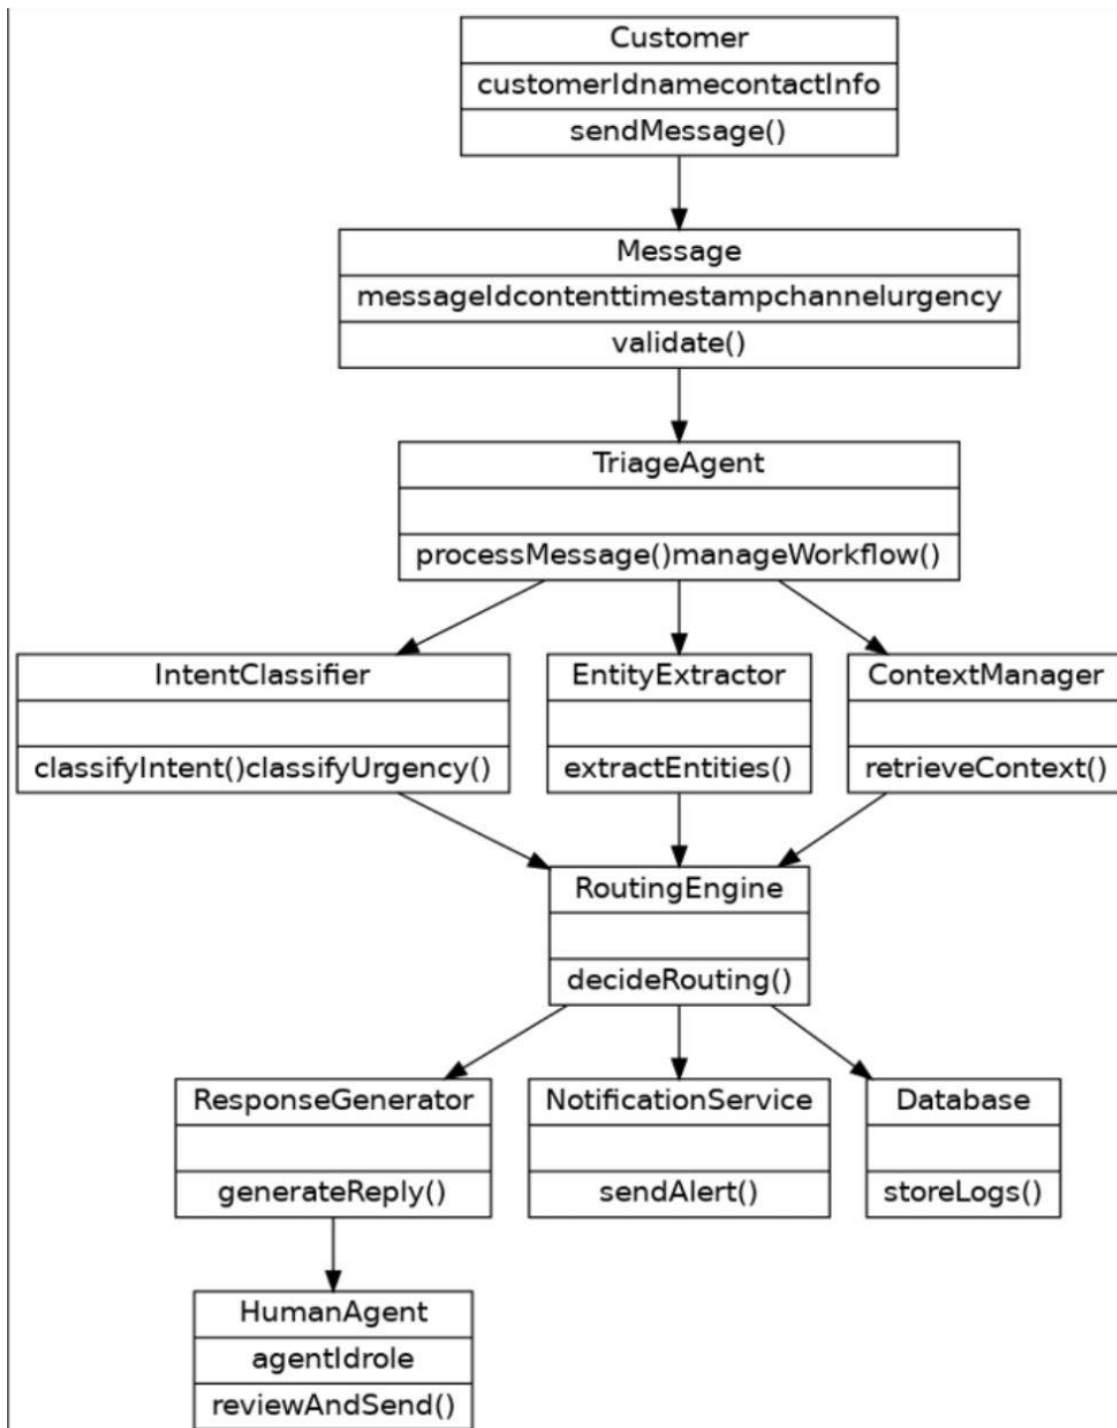 Customer
customerIdnamecontactInfo
sendMessage()
Message
messageIdcontenttimestampchannelurgency
validate()
TriageAgent
processMessage()manageWorkflow()
IntentClassifier
classifyIntent()classifyUrgency()
EntityExtractor
extractEntities()
ContextManager
retrieveContext()
RoutingEngine
decideRouting()
ResponseGenerator
generateReply()
NotificationService
sendAlert()
Database
storeLogs()
HumanAgent
agentIdrole
reviewAndSend()